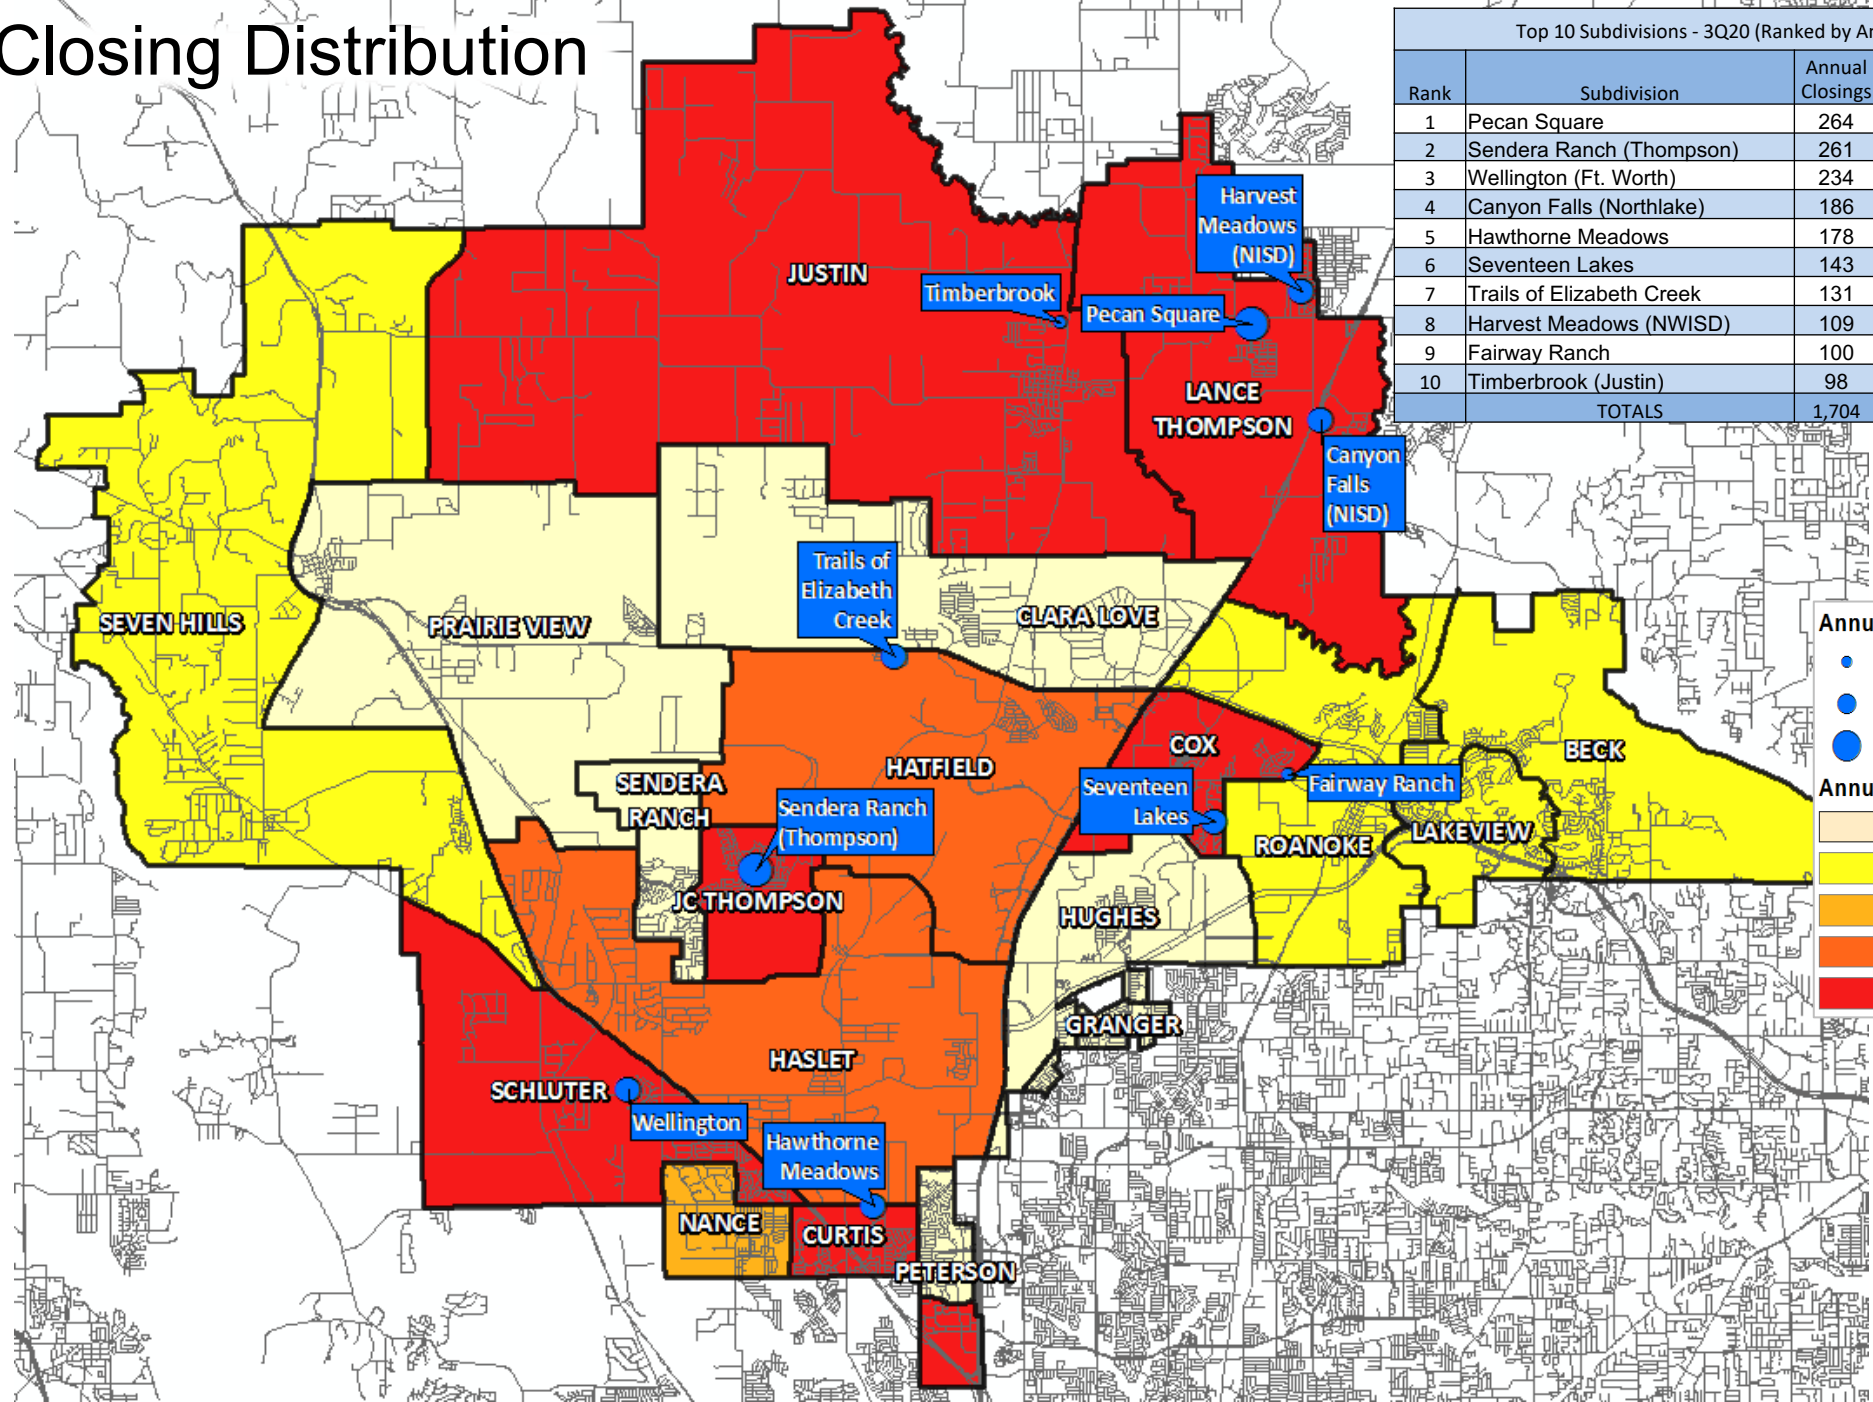 Closing Distribution
Top 10 Subdivisions - 3Q20 (Ranked by
Rank Subdivision Annual Closings
1 Pecan Square 264
2 Sendera Ranch (Thompson) 261
3 Wellington (Ft. Worth) 234
4 Canyon Falls (Northlake) 186
5 Hawthorne Meadows 178
6 Seventeen Lakes 143
7 Trails of Elizabeth Creek 131
8 Harvest Meadows (NWISD) 109
9 Fairway Ranch 100
10 Timberbrook (Justin) 98
TOTALS 1,704
Harvest
Meadows
(NISD)
JUSTIN
Timberbrook
Pecan Square
LANCE
THOMPSON
Canyon
Falls
(NISD)
Trails of
Elizabeth
Creek
SEVEN HILLS
PRAIRIE VIEW
CLARA LOVE
Annu
COX
BECK
HATFIELD
SENDERA
RANCH
Seventeen
Lakes
Fairway Ranch
Annu
Sendera Ranch
(Thompson)
ROANOKE
LAKEVIEW
JC THOMPSON
HUGHES
GRANGER
HASLET
SCHLUTER
Wellington
Hawthorne
Meadows
NANCE
CURTIS
PETERSON